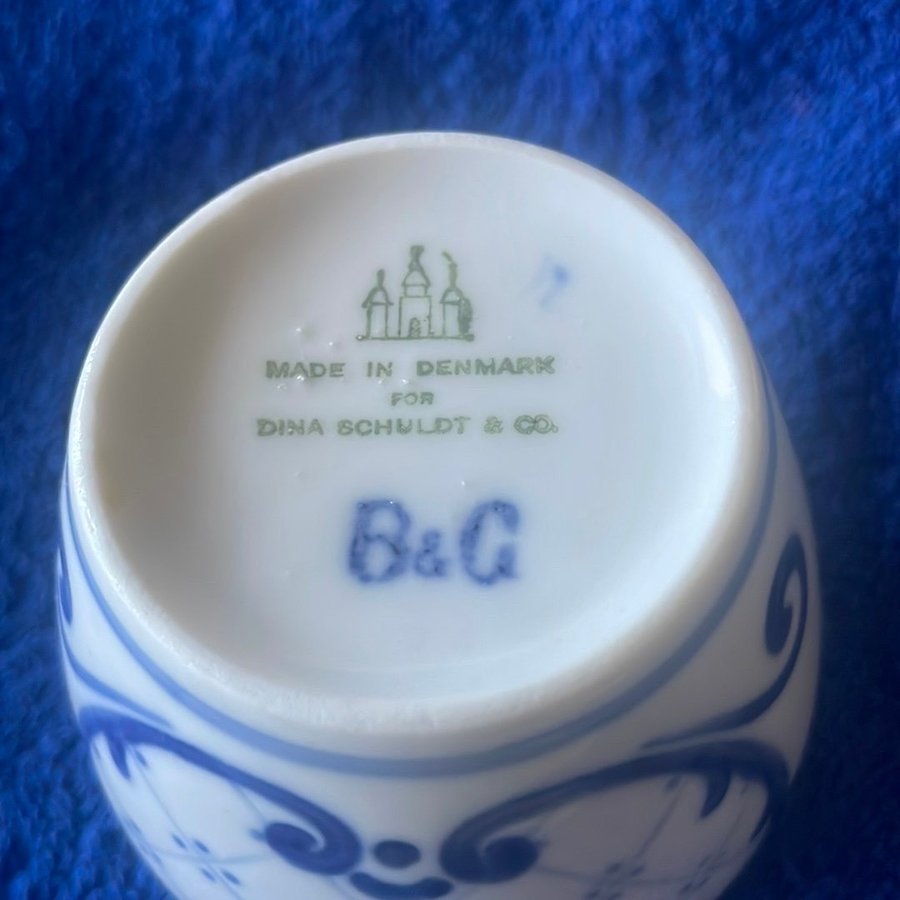 MADE IN DENMARK
FOR
DINA SCHULDT & CO.
B&G